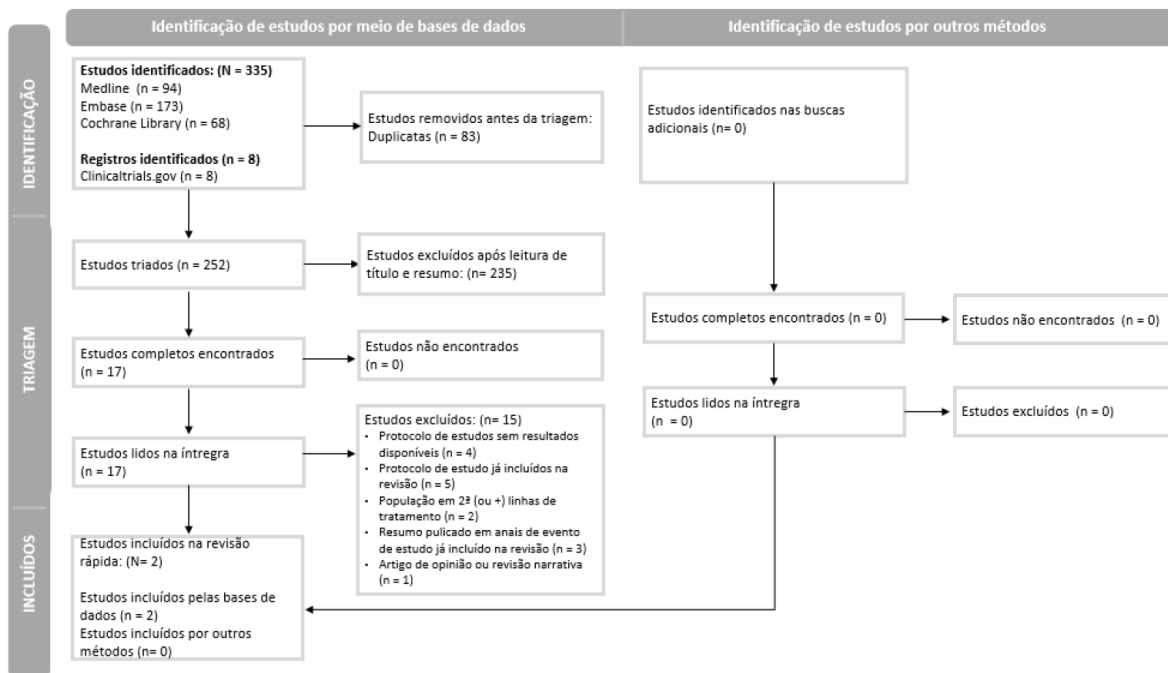 Identificação de estudos por meio de bases de dados
Identificação de estudos por outros métodos
IDENTIFICAÇÃO
Estudos identificados: (N = 335)
Medline (n = 94)
Embase (n = 173)
Cochrane Library (n = 68)
Registros identificados (n = 8)
Clinicaltrials.gov (n = 8)
Estudos removidos antes da triagem:
Duplicatas (n = 83)
Estudos identificados nas buscas
adicionais (n= 0)
TRIAGEM
Estudos triados (n = 252)
Estudos excluídos após leitura de
título e resumo: (n= 235)
Estudos completos encontrados
(n = 17)
Estudos não encontrados
(n = 0)
Estudos completos encontrados (n = 0)
Estudos não encontrados (n = 0)
Estudos lidos na íntegra
(n = 17)
Estudos excluídos: (n= 15)
• Protocolo de estudos sem resultados
disponíveis (n = 4)
• Protocolo de estudo já incluídos na
revisão (n = 5)
• População em 2ª (ou +) linhas de
tratamento (n = 2)
• Resumo pulicado em anais de evento
de estudo já incluído na revisão (n = 3)
• Artigo de opinião ou revisão narrativa
(n = 1)
Estudos lidos na íntregra
(n = 0)
Estudos excluídos (n = 0)
INCLUÍDOS
Estudos incluídos na revisão
rápida: (N= 2)
Estudos incluídos pelas bases de
dados (n = 2)
Estudos incluídos por outros
métodos (n= 0)